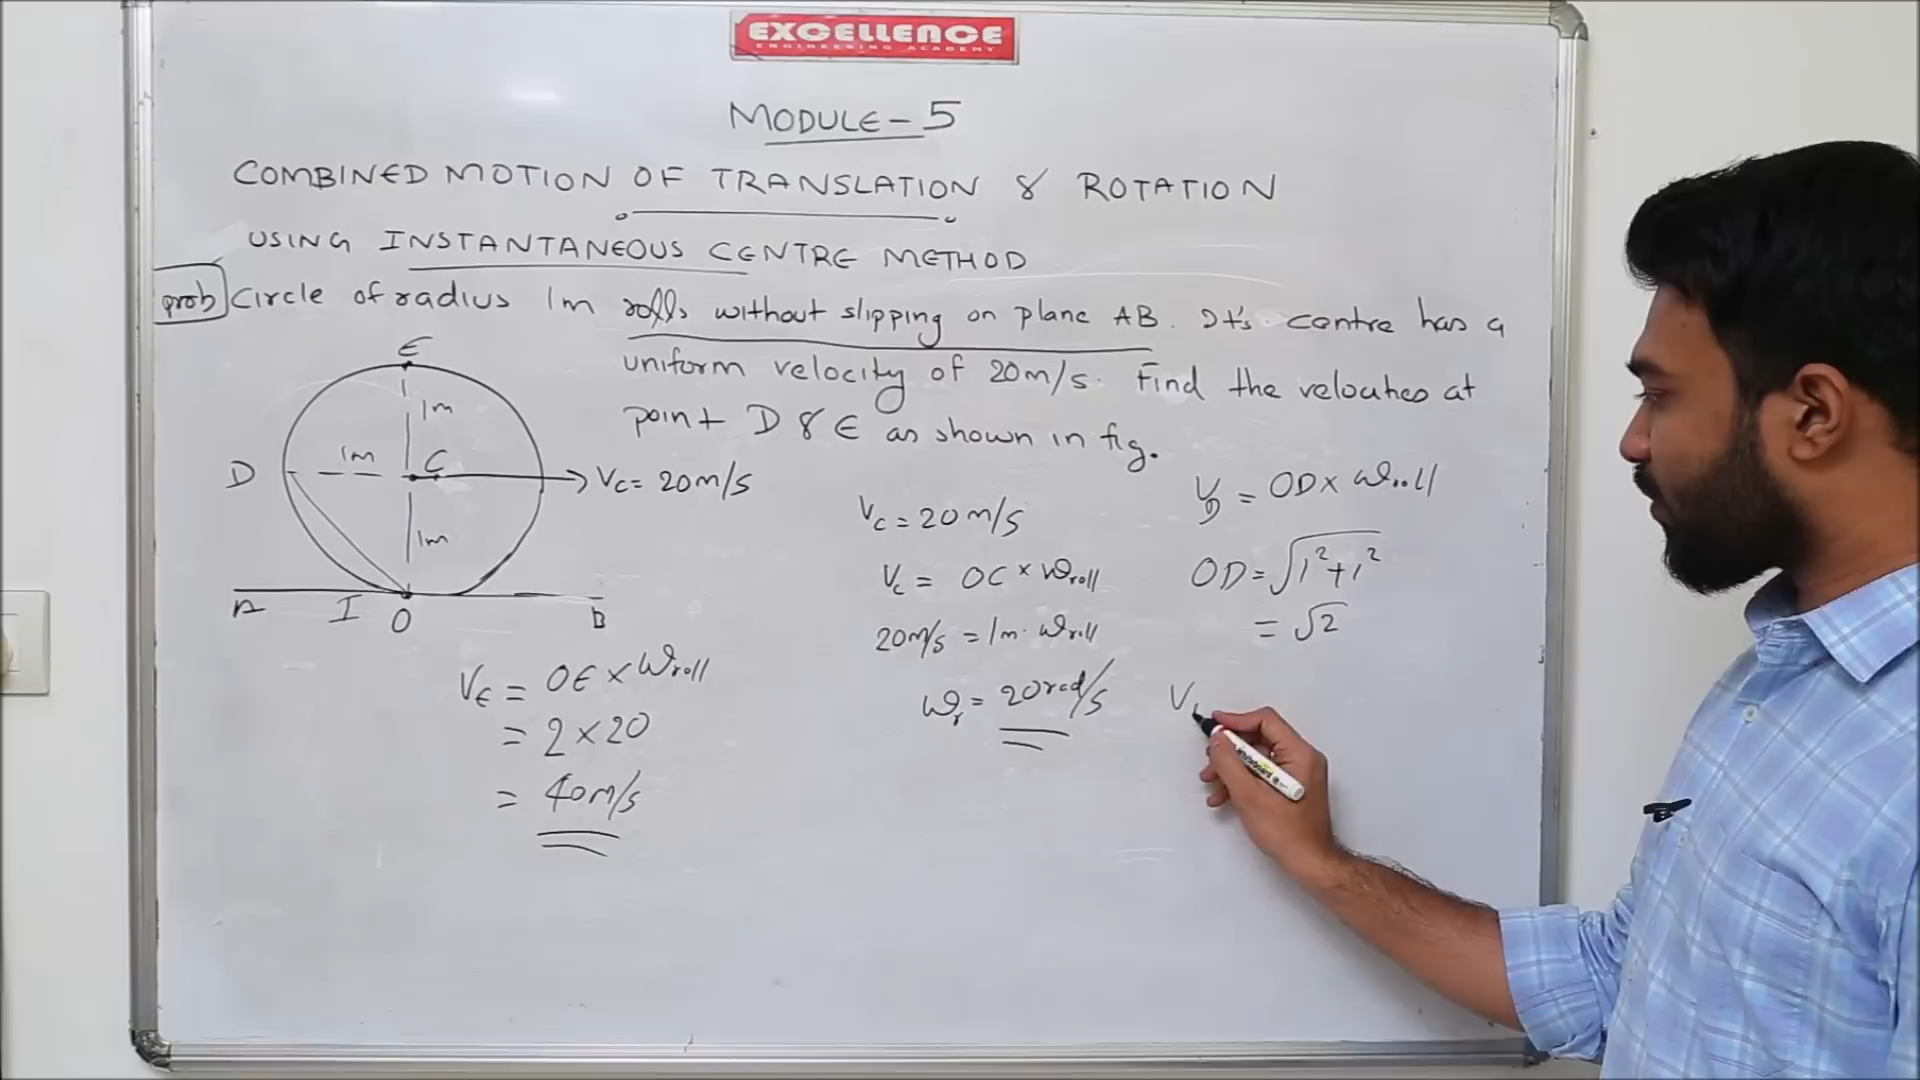 EXCELLENCE
ENGINEERING ACADEMY
MODULE - 5
COMBINED MOTION OF TRANSLATION & ROTATION
USING INSTANTANEOUS CENTRE METHOD
prob Circle of radius 1m rolls without slipping on plane AB. It's centre has a
uniform velocity of 20m/s. Find the velocities at
point D & E as shown in fig.
E
1m
1m
C
D
Vc = 20m/s
1m
A
I
O
B
VE = OE × ωroll
= 2 × 20
= 40m/s
Vc = 20m/s
Vc = OC × ωroll
20m/s = 1m · ωroll
ωr = 20rad/s
VD = OD × ωroll
OD = √1²+1²
= √2
V